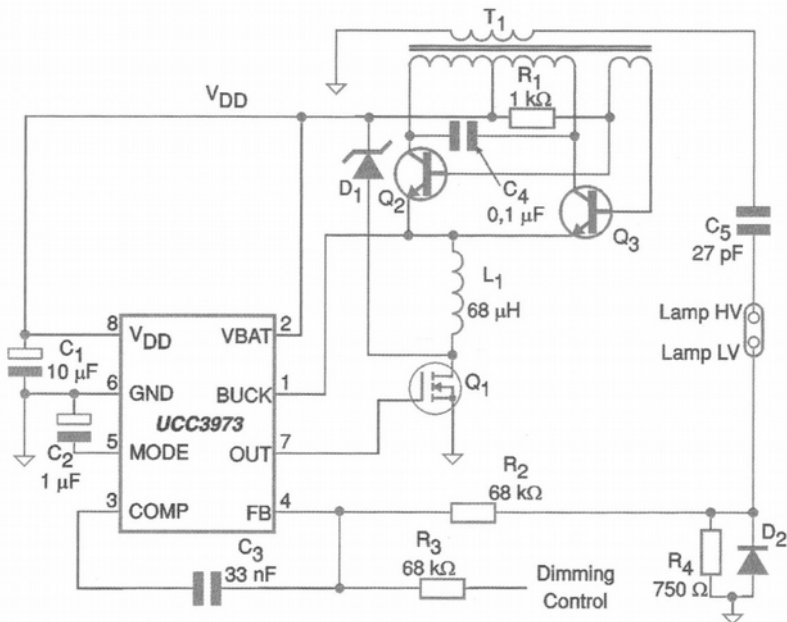 T1
VDD
R1
1 kΩ
D1
Q2
C4
0,1 µF
Q3
C5
27 pF
L1
68 µH
Lamp HV
Lamp LV
8
VDD
VBAT
2
C1
10 µF
6
GND
BUCK
1
Q1
UCC3973
C2
1 µF
5
MODE
OUT
7
3
COMP
FB
4
R2
68 kΩ
C3
33 nF
R3
68 kΩ
Dimming
Control
R4
750 Ω
D2